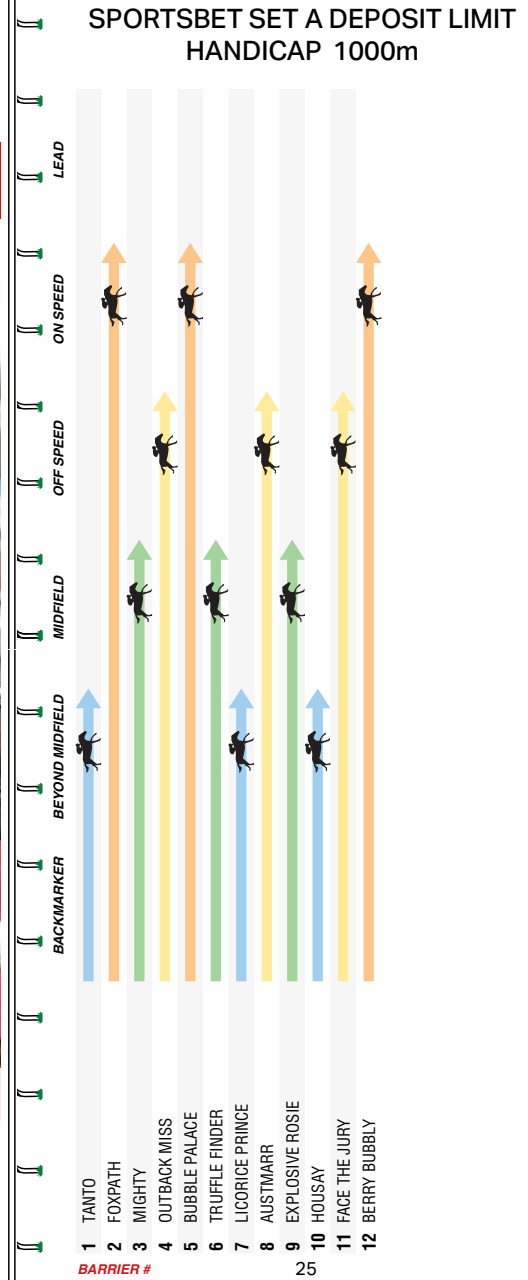 SPORTSBET SET A DEPOSIT LIMIT
HANDICAP 1000m
LEAD
ON SPEED
OFF SPEED
MIDFIELD
BEYOND MIDFIELD
BACKMARKER
1 TANTO
2 FOXPATH
3 MIGHTY
4 OUTBACK MISS
5 BUBBLE PALACE
6 TRUFFLE FINDER
7 LICORICE PRINCE
8 AUSTMARR
9 EXPLOSIVE ROSIE
10 HOUSAY
11 FACE THE JURY
12 BERRY BUBBLY
BARRIER #
25